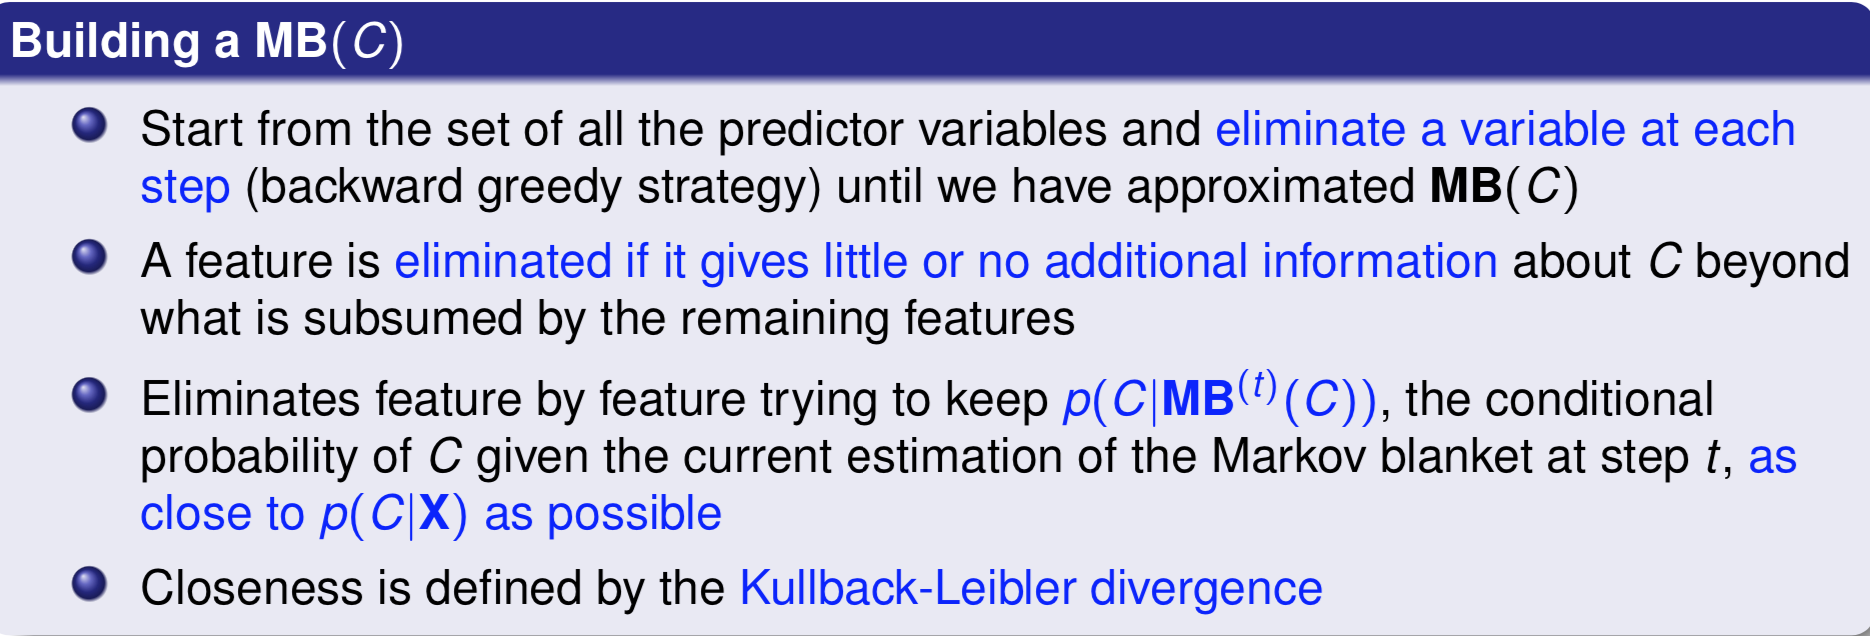 Building a MB(C)
Start from the set of all the predictor variables and eliminate a variable at each
step (backward greedy strategy) until we have approximated MB(C)
A feature is eliminated if it gives little or no additional information about C beyond
what is subsumed by the remaining features
Eliminates feature by feature trying to keep p(C|MB^(t)(C)), the conditional
probability of C given the current estimation of the Markov blanket at step t, as
close to p(C|X) as possible
Closeness is defined by the Kullback-Leibler divergence